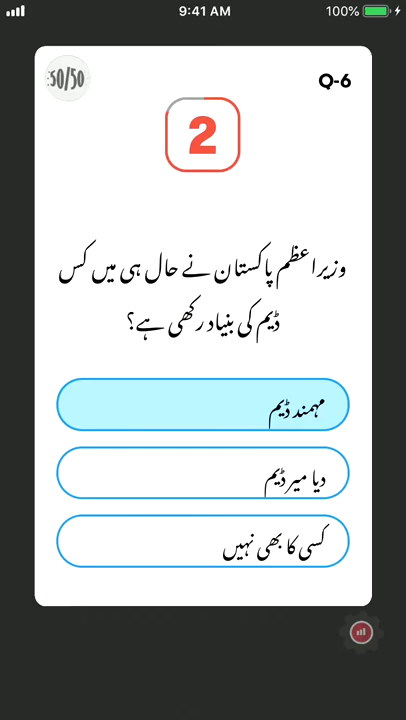 9:41 AM
100%
50/50
Q-6
2
وزیراعظم پاکستان نے حال ہی میں کس
ڈیم کی بنیاد رکھی ہے؟
مہمند ڈیم
دیا میر ڈیم
کسی کا بھی نہیں